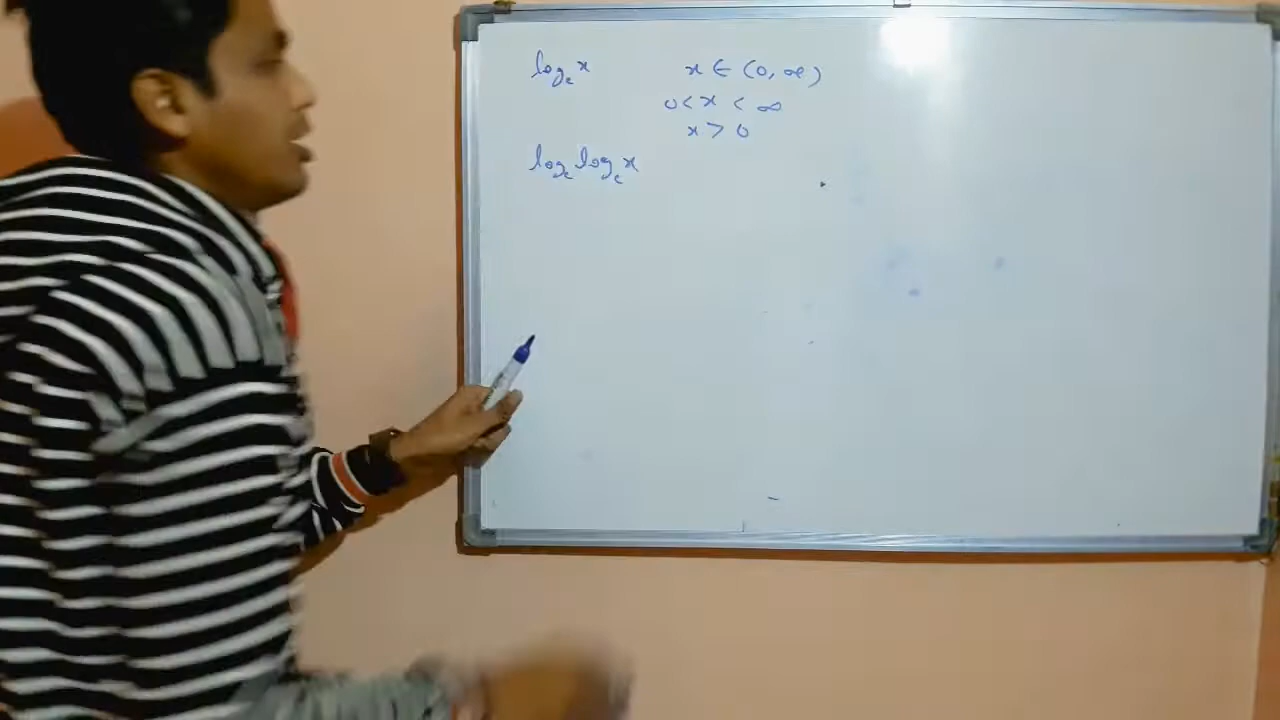 logₑ x x ∈ (0, ∞)
0 < x < ∞
x > 0
logₑ logₑ x